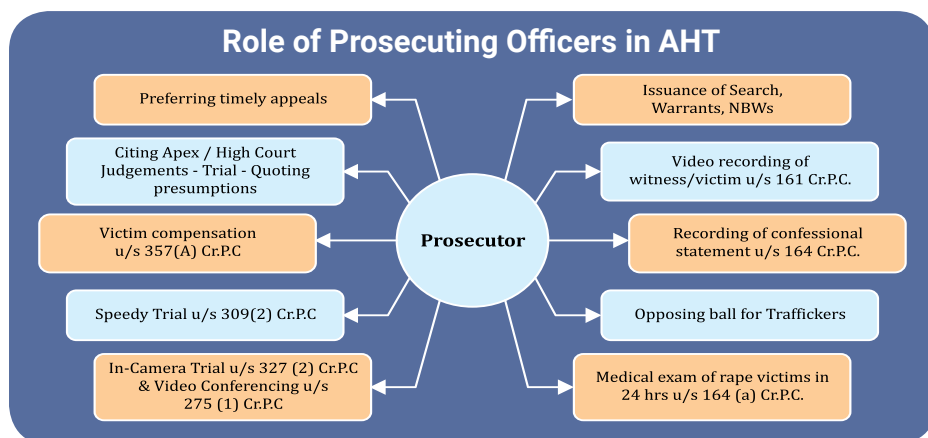 Role of Prosecuting Officers in AHT
Preferring timely appeals
Citing Apex / High Court
Judgements - Trial - Quoting
presumptions
Victim compensation
u/s 357(A) Cr.P.C
Speedy Trial u/s 309(2) Cr.P.C
In-Camera Trial u/s 327 (2) Cr.P.C
& Video Conferencing u/s
275 (1) Cr.P.C
Prosecutor
Issuance of Search,
Warrants, NBWs
Video recording of
witness/victim u/s 161 Cr.P.C.
Recording of confessional
statement u/s 164 Cr.P.C.
Opposing ball for Traffickers
Medical exam of rape victims in
24 hrs u/s 164 (a) Cr.P.C.